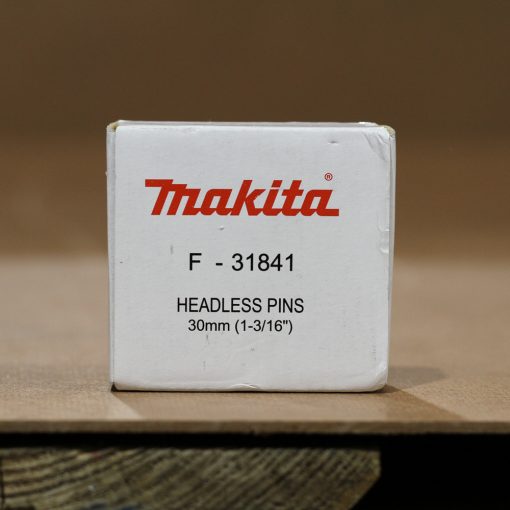 makita®
F - 31841
HEADLESS PINS
30mm (1-3/16")